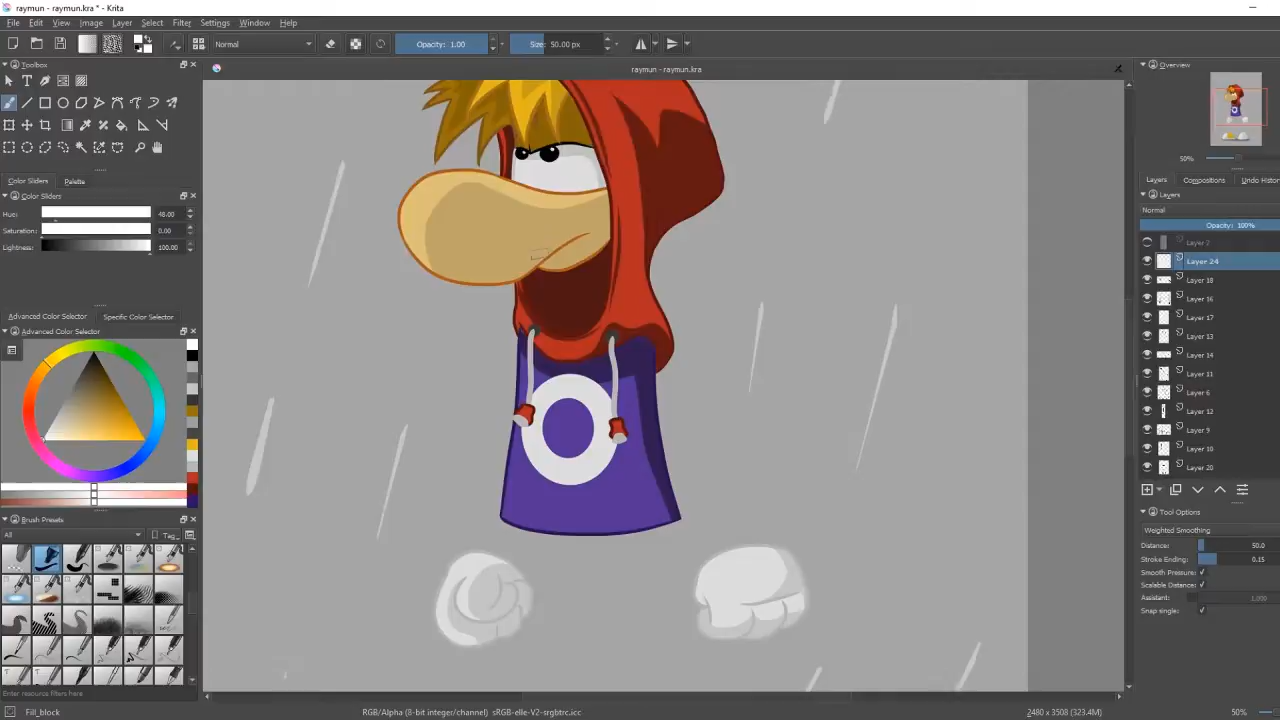 raymun - raymun.kra * - Krita
File Edit View Image Layer Select Filter Settings Window Help
Normal Opacity: 1.00 Size: 50.00 px
Toolbox
raymun - raymun.kra
Overview
50%
Color Sliders Palette
Color Sliders
Hue: 48.00
Saturation: 0.00
Lightness: 100.00
Advanced Color Selector Specific Color Selector
Advanced Color Selector
Brush Presets
All Tag
Enter resource filters here
Fill_block
Layers Compositions Undo Histor
Layers
Normal
Opacity: 100%
Layer 2
Layer 24
Layer 18
Layer 16
Layer 17
Layer 13
Layer 14
Layer 11
Layer 6
Layer 12
Layer 9
Layer 10
Layer 20
Tool Options
Weighted Smoothing
Distance: 50.0
Stroke Ending: 0.15
Smooth Pressure: ✓
Scalable Distance: ✓
Assistant: 1,000
Snap single: ✓
RGB/Alpha (8-bit integer/channel) sRGB-elle-V2-srgbtrc.icc
2480 x 3508 (323.4M)
50%